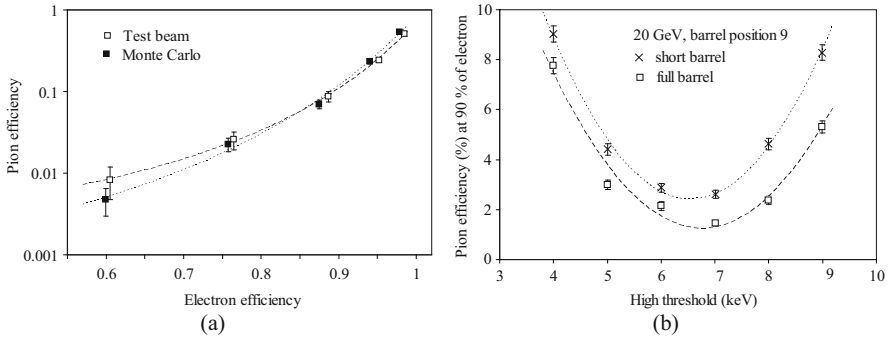 1
0.1
0.01
0.001
Pion efficiency
Test beam
Monte Carlo
0.6
0.7
0.8
0.9
1
Electron efficiency
(a)
10
8
6
4
2
0
Pion efficiency (%) at 90 % of electron
20 GeV, barrel position 9
short barrel
full barrel
3
4
5
6
7
8
9
10
High threshold (keV)
(b)